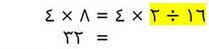 ١٦ ÷ ٢ × ٤ = ٨ × ٤
= ٣٢